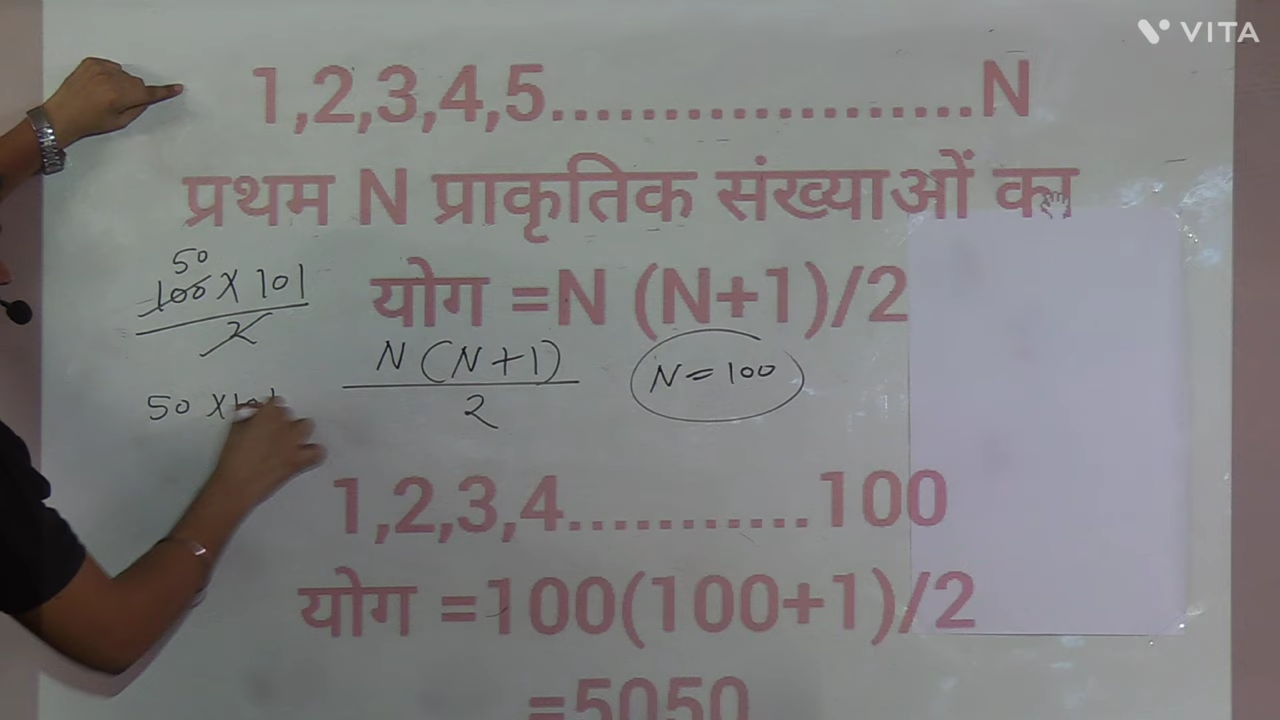 VITA
1,2,3,4,5...................N
प्रथम N प्राकृतिक संख्याओं का
योग =N (N+1)/2
50
100 X 101
2
50 X 101
N (N+1)
2
N = 100
1,2,3,4...........100
योग =100(100+1)/2
=5050